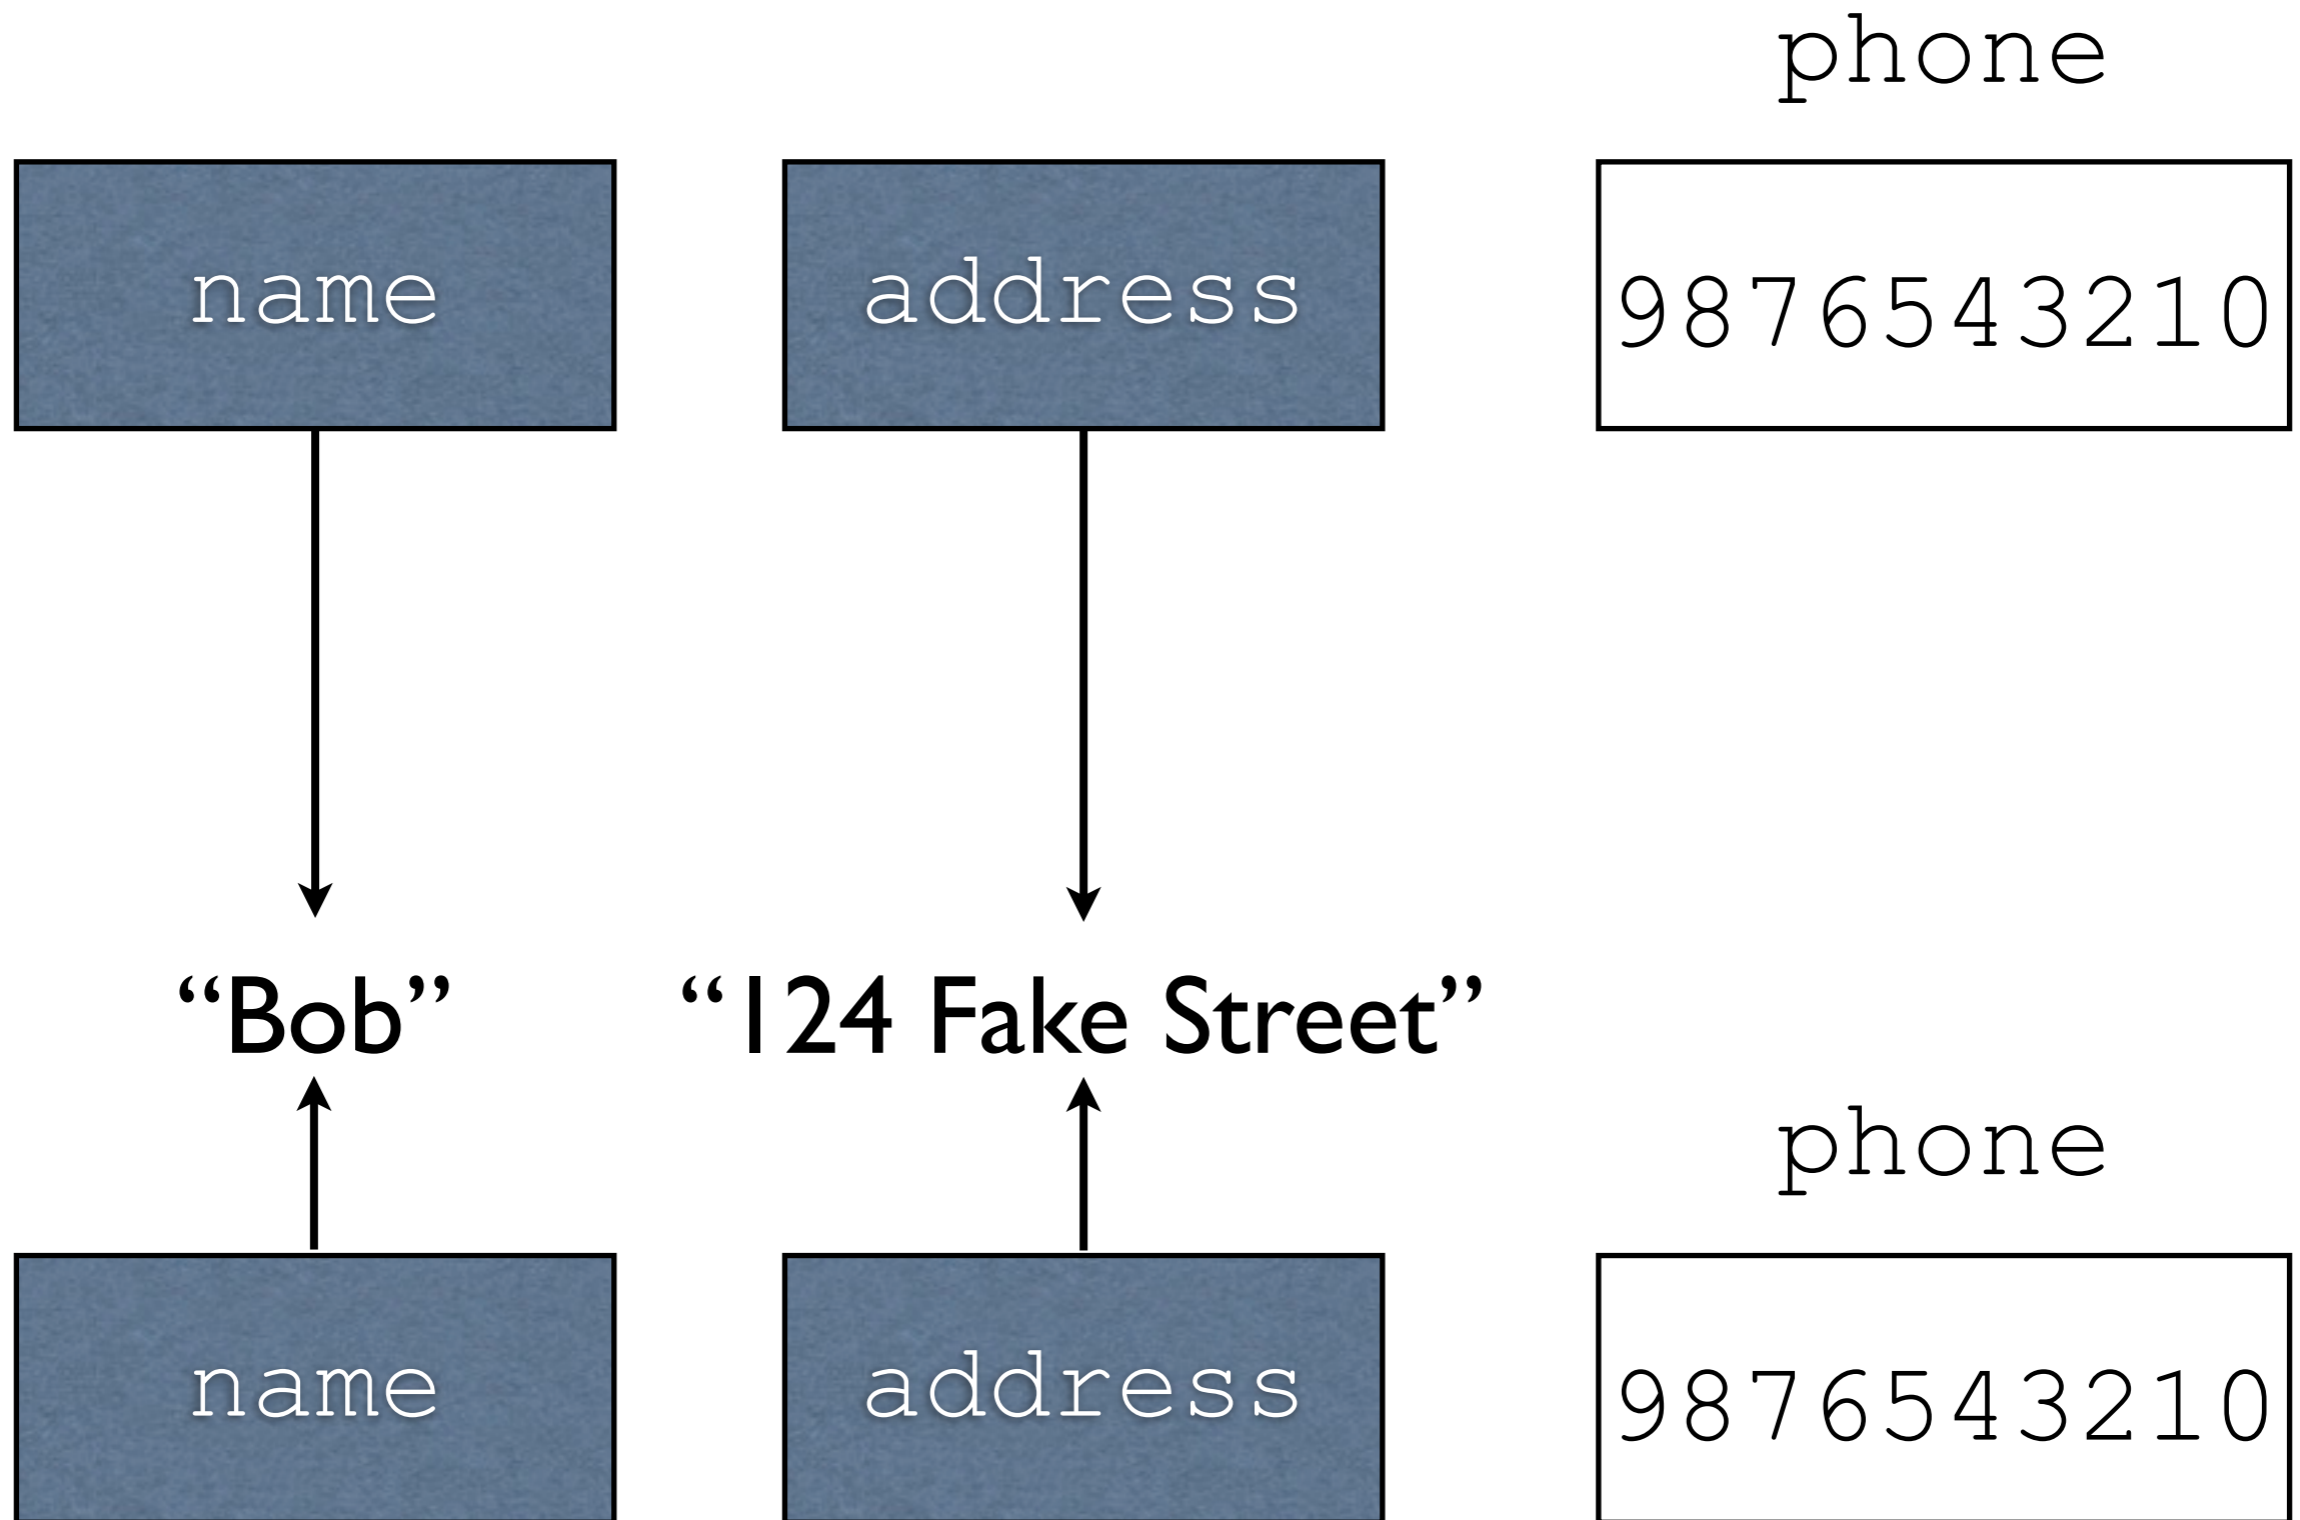 phone
name
address
9876543210
“Bob”
“124 Fake Street”
phone
name
address
9876543210